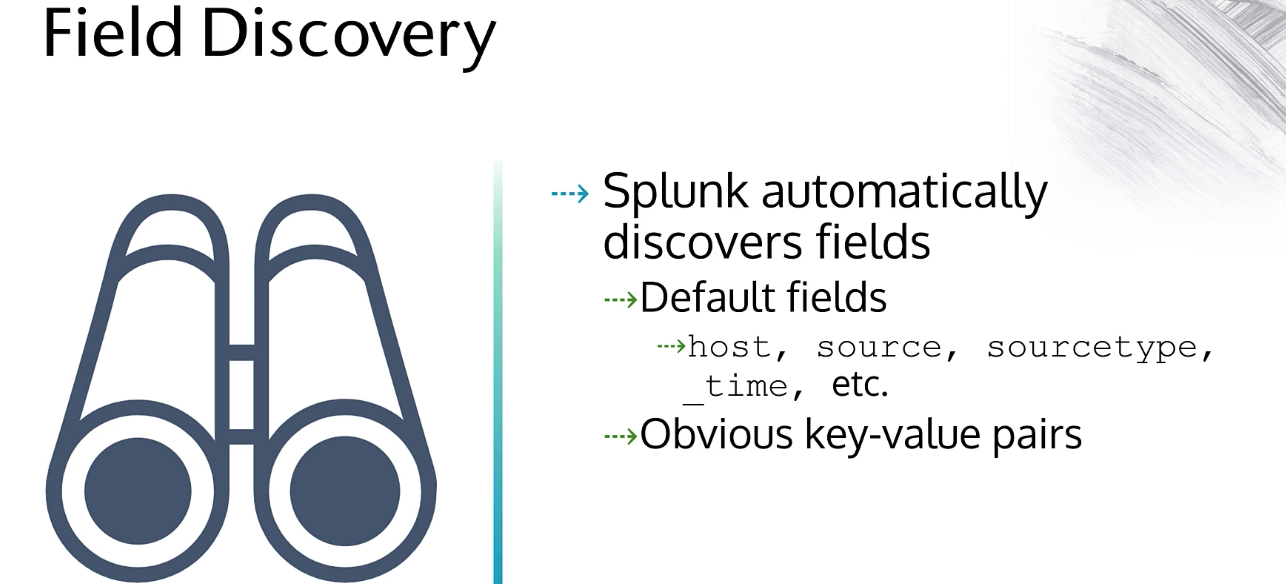 Field Discovery
Splunk automatically
discovers fields
Default fields
host, source, sourcetype,
_time, etc.
Obvious key-value pairs